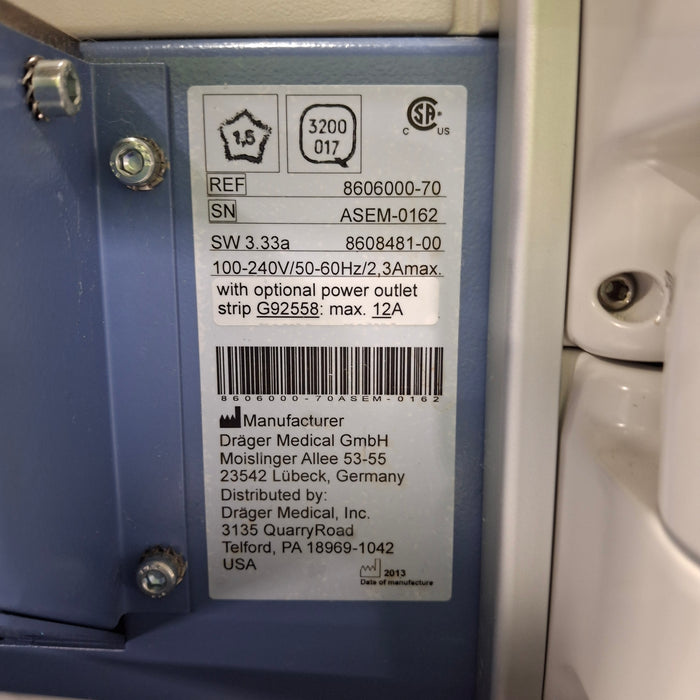 1,5
3200
017
CSA®
C US
REF 8606000-70
SN ASEM-0162
SW 3.33a 8608481-00
100-240V/50-60Hz/2,3Amax.
with optional power outlet
strip G92558: max. 12A
8606000-70ASEM-0162
Manufacturer
Dräger Medical GmbH
Moislinger Allee 53-55
23542 Lübeck, Germany
Distributed by:
Dräger Medical, Inc.
3135 QuarryRoad
Telford, PA 18969-1042
USA
2013
Date of manufacture